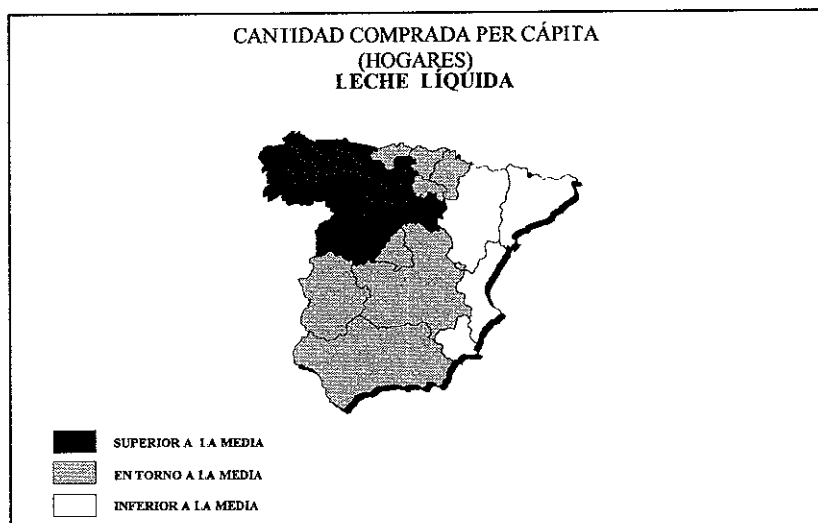 CANTIDAD COMPRADA PER CÁPITA
(HOGARES)
LECHE LÍQUIDA
SUPERIOR A LA MEDIA
EN TORNO A LA MEDIA
INFERIOR A LA MEDIA